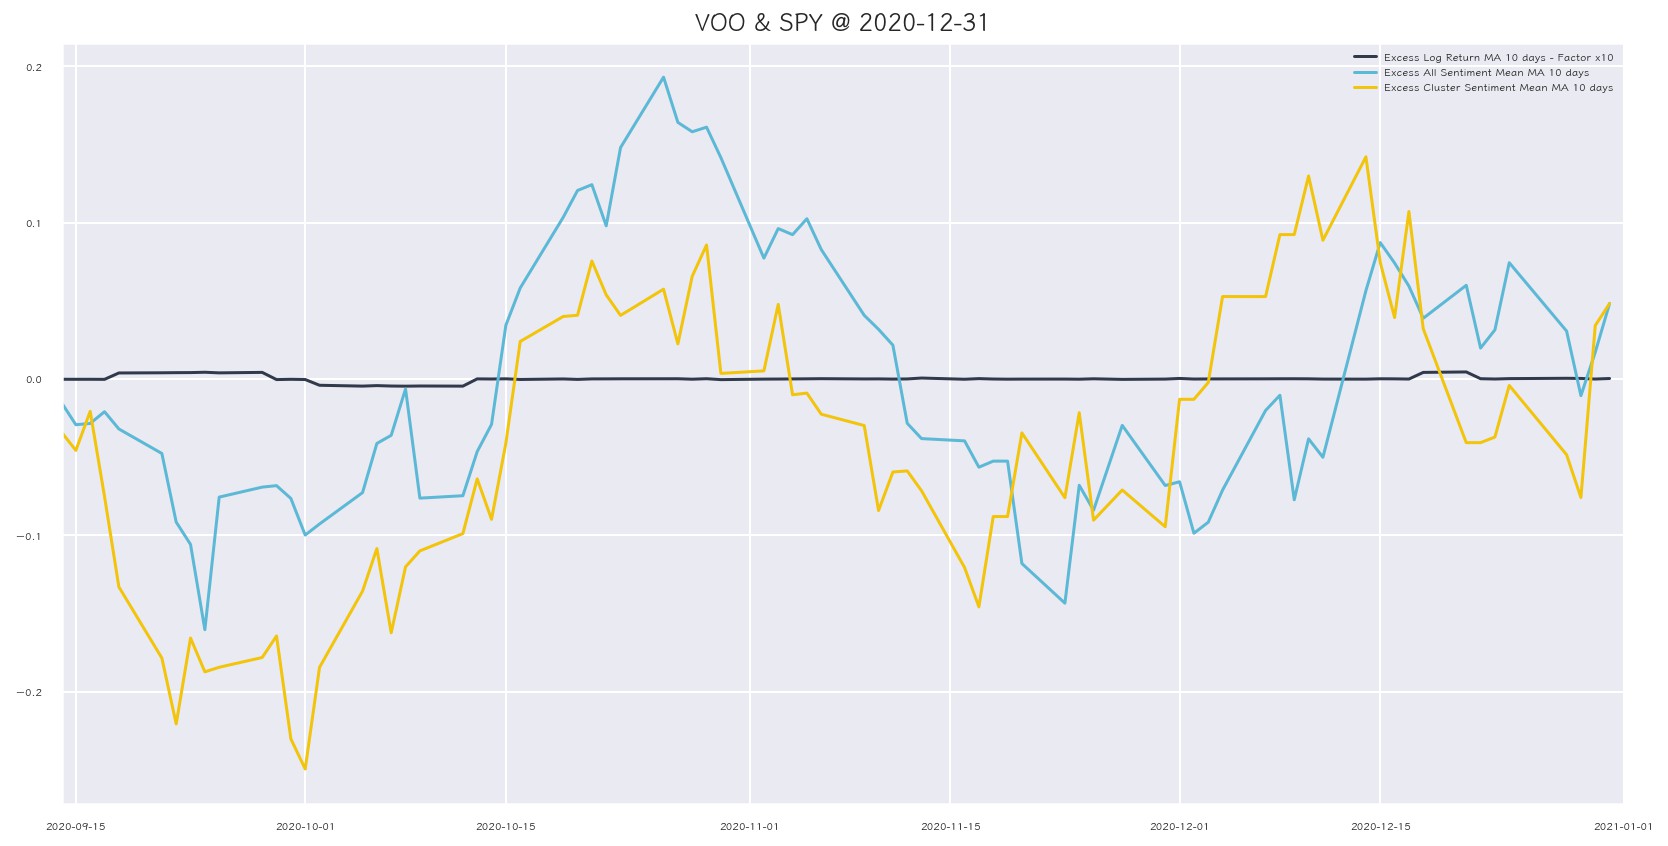 VOO & SPY @ 2020-12-31
Excess Log Return MA 10 days - Factor x10
Excess All Sentiment Mean MA 10 days
Excess Cluster Sentiment Mean MA 10 days
0.2
0.1
0.0
−0.1
−0.2
2020-09-15 2020-10-01 2020-10-15 2020-11-01 2020-11-15 2020-12-01 2020-12-15 2021-01-01